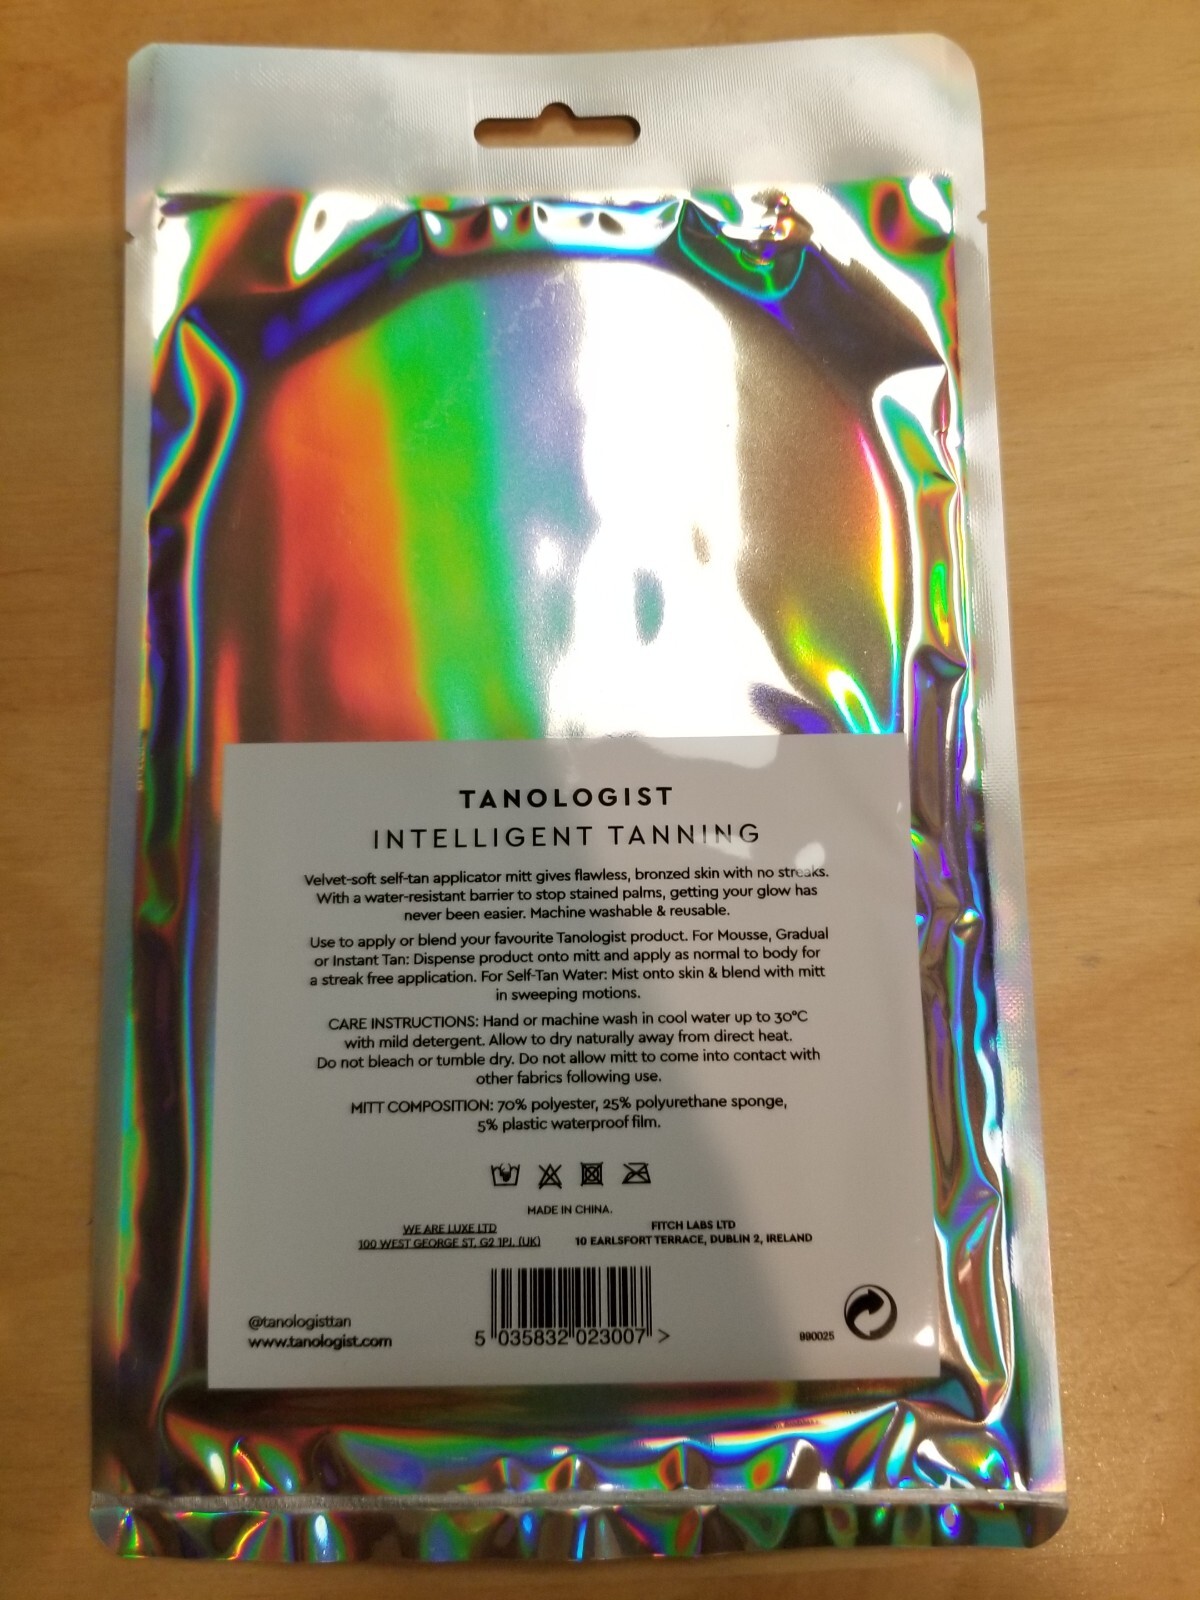 TANOLOGIST
INTELLIGENT TANNING
Velvet-soft self-tan applicator mitt gives flawless, bronzed skin with no streaks.
With a water-resistant barrier to stop stained palms, getting your glow has
never been easier. Machine washable & reusable.
Use to apply or blend your favourite Tanologist product. For Mousse, Gradual
or Instant Tan: Dispense product onto mitt and apply as normal to body for
a streak free application. For Self-Tan Water: Mist onto skin & blend with mitt
in sweeping motions.
CARE INSTRUCTIONS: Hand or machine wash in cool water up to 30°C
with mild detergent. Allow to dry naturally away from direct heat.
Do not bleach or tumble dry. Do not allow mitt to come into contact with
other fabrics following use.
MITT COMPOSITION: 70% polyester, 25% polyurethane sponge,
5% plastic waterproof film.
MADE IN CHINA.
WE ARE LUXE LTD
100 WEST GEORGE ST, G2 1PJ, (UK)
FITCH LABS LTD
10 EARLSFORT TERRACE, DUBLIN 2, IRELAND
@tanologisttan
www.tanologist.com
5 035832 023007 >
990025